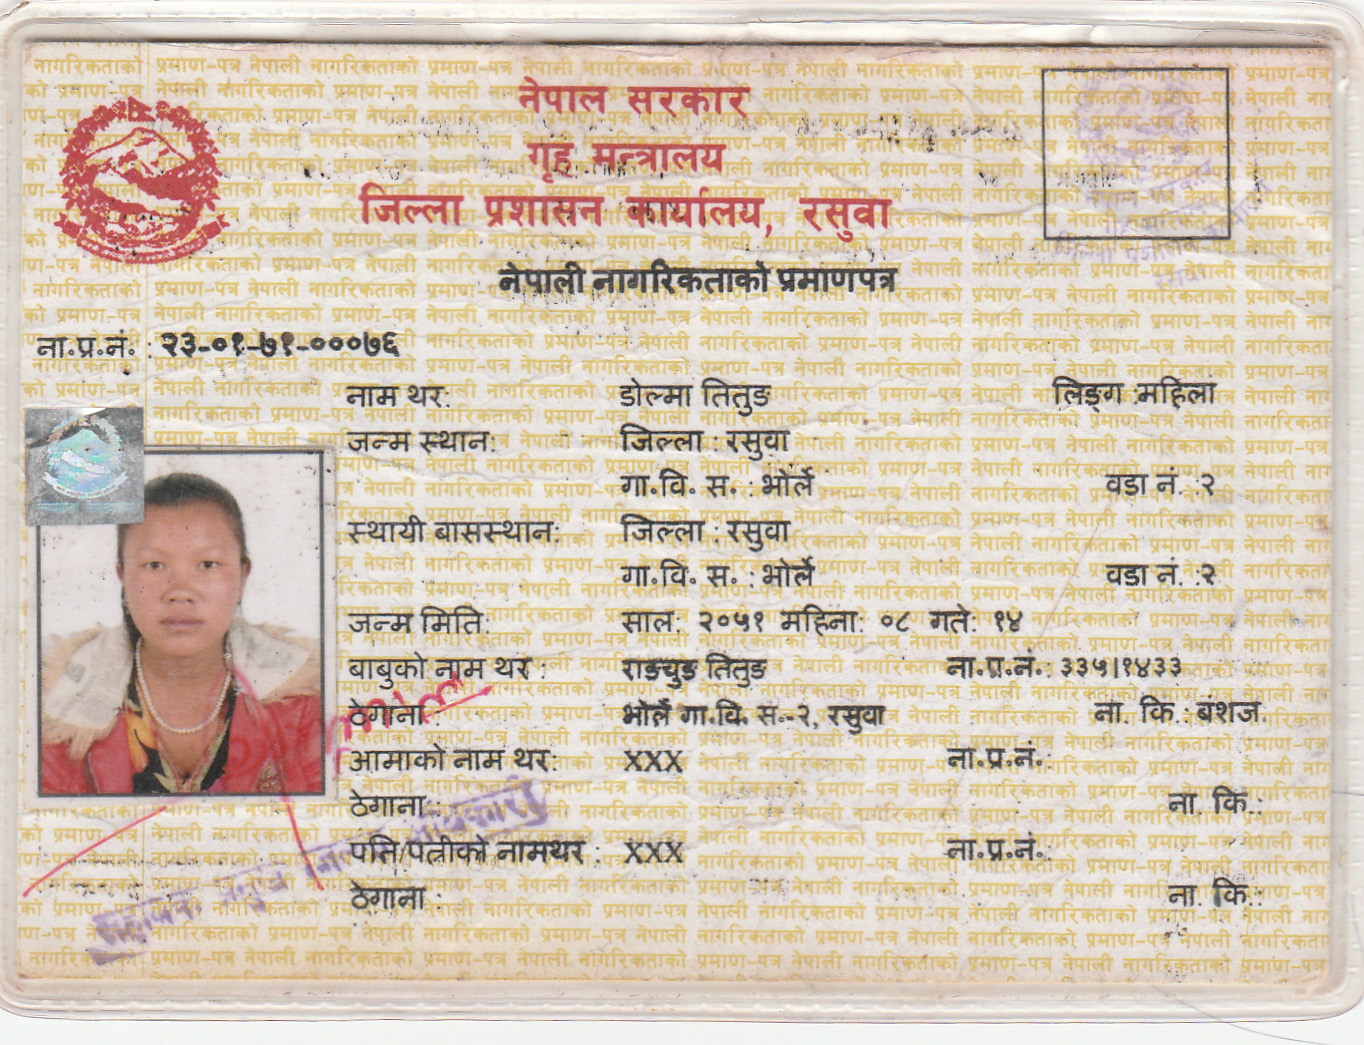 नेपाल सरकार
गृह मन्त्रालय
जिल्ला प्रशासन कार्यालय, रसुवा
नेपाली नागरिकताको प्रमाणपत्र
ना.प्र.नं. : २३-०१-७१-०००७६
नाम थर: डोल्मा तितुङ लिङ्ग :महिला
जन्म स्थान: जिल्ला : रसुवा
गा.वि. स. : भोर्ले वडा नं. :२
स्थायी बासस्थान: जिल्ला : रसुवा
गा.वि. स. : भोर्ले वडा नं. :२
जन्म मिति: साल: २०५१ महिना: ०८ गते: १४
बाबुको नाम थर : राङचुङ तितुङ ना.प्र.नं.: ३३५।१४३३
ठेगाना : भोर्ले गा.वि. स.-२, रसुवा ना. कि.: बंशज.
आमाको नाम थर: XXX ना.प्र.नं.:
ठेगाना : ना. कि.:
पति/पत्नीको नामथर : XXX ना.प्र.नं.:
ठेगाना : ना. कि.: